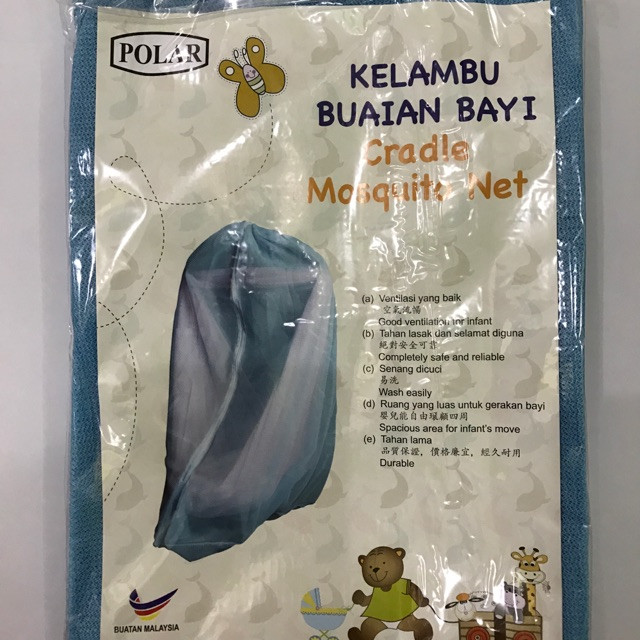 POLAR
KELAMBU
BUAIAN BAYI
Cradle
Mosquito Net
(a) Ventilasi yang baik
空氣流暢
Good ventilation for infant
(b) Tahan lasak dan selamat diguna
絕對安全可靠
Completely safe and reliable
(c) Senang dicuci
易洗
Wash easily
(d) Ruang yang luas untuk gerakan bayi
嬰兒能自由環顧四周
Spacious area for infant's move
(e) Tahan lama
品質保證，價格廉宜，經久耐用
Durable
BUATAN MALAYSIA